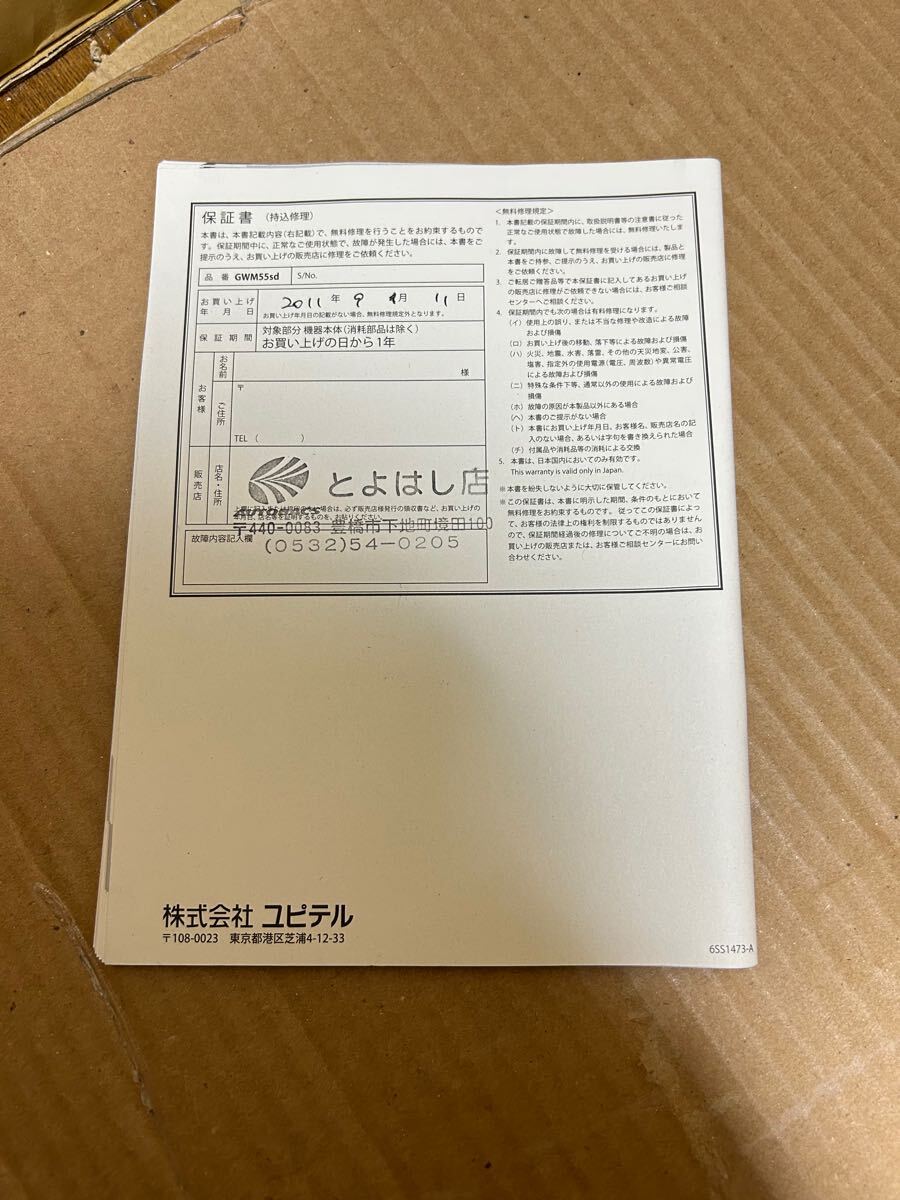 保証書 (持込修理)
本書は、本書記載内容(右記載)で、無料修理を行うことをお約束するもので
す。保証期間中に、正常なご使用状態で、故障が発生した場合には、本書をご
提示のうえ、お買い上げの販売店に修理をご依頼ください。
品番 GWM55sd S/No.
お買い上げ
年 月 日
2011年 9月 11日
お買い上げ年月日の記載がない場合、無料修理規定外となります。
保証期間
対象部分 機器本体(消耗部品は除く)
お買い上げの日から1年
お客様
お名前
様
ご住所
〒
TEL ( )
販売店
店名・住所
とよはし店
AUTOBACS
〒440-0083 豊橋市下地町境田100
(0532)54-0205
故障内容記入欄
<無料修理規定>
1. 本書記載の保証期間内に、取扱説明書等の注意書に従った
正常なご使用状態で故障した場合には、無料修理いたしま
す。
2. 保証期間内に故障して無料修理を受ける場合には、製品と
本書をご持参、ご提示のうえ、お買い上げの販売店に修理
をご依頼ください。
3. ご転居ご贈答品等で本保証書に記入してあるお買い上げ
の販売店に修理がご依頼できない場合には、お客様ご相談
センターへご相談ください。
4. 保証期間内でも次の場合は有料修理になります。
(イ) 使用上の誤り、または不当な修理や改造による故障
および損傷
(ロ) お買い上げ後の移動、落下等による故障および損傷
(ハ) 火災、地震、水害、落雷、その他の天災地変、公害、
塩害、指定外の使用電源(電圧、周波数)や異常電圧
による故障および損傷
(ニ) 特殊な条件下等、通常以外の使用による故障および
損傷
(ホ) 故障の原因が本製品以外にある場合
(ヘ) 本書のご提示がない場合
(ト) 本書にお買い上げ年月日、お客様名、販売店名の記
入のない場合、あるいは字句を書き換えられた場合
(チ) 付属品や消耗品等の消耗による交換
5. 本書は、日本国内においてのみ有効です。
This warranty is valid only in Japan.
※本書を紛失しないように大切に保管してください。
※この保証書は、本書に明示した期間、条件のもとにおいて
無料修理をお約束するものです。従ってこの保証書によっ
て、お客様の法律上の権利を制限するものではありません
ので、保証期間経過後の修理についてご不明の場合は、お
買い上げの販売店または、お客様ご相談センターにお問い
合わせください。
株式会社 ユピテル
〒108-0023 東京都港区芝浦4-12-33
6SS1473-A